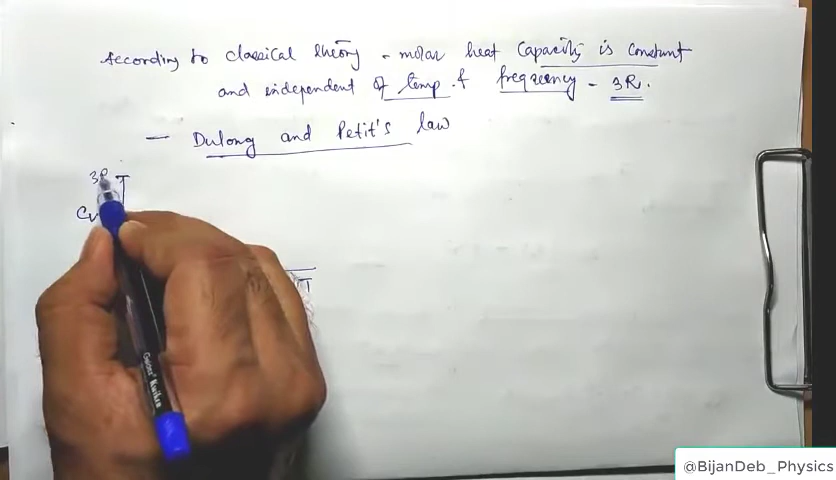 According to classical theory - molar heat capacity is constant
and independent of temp. & frequency - 3R.
- Dulong and Petit's law
3R
Cv
T
@BijanDeb_Physics